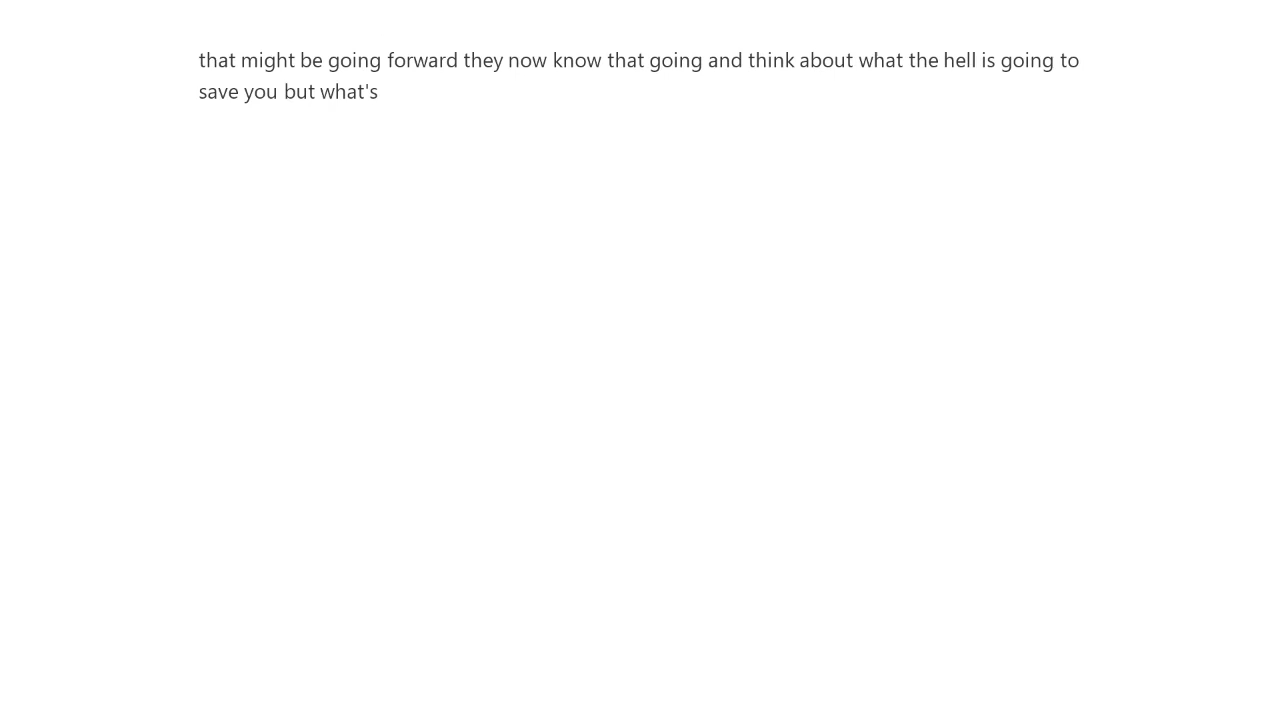 that might be going forward they now know that going and think about what the hell is going to
save you but what's